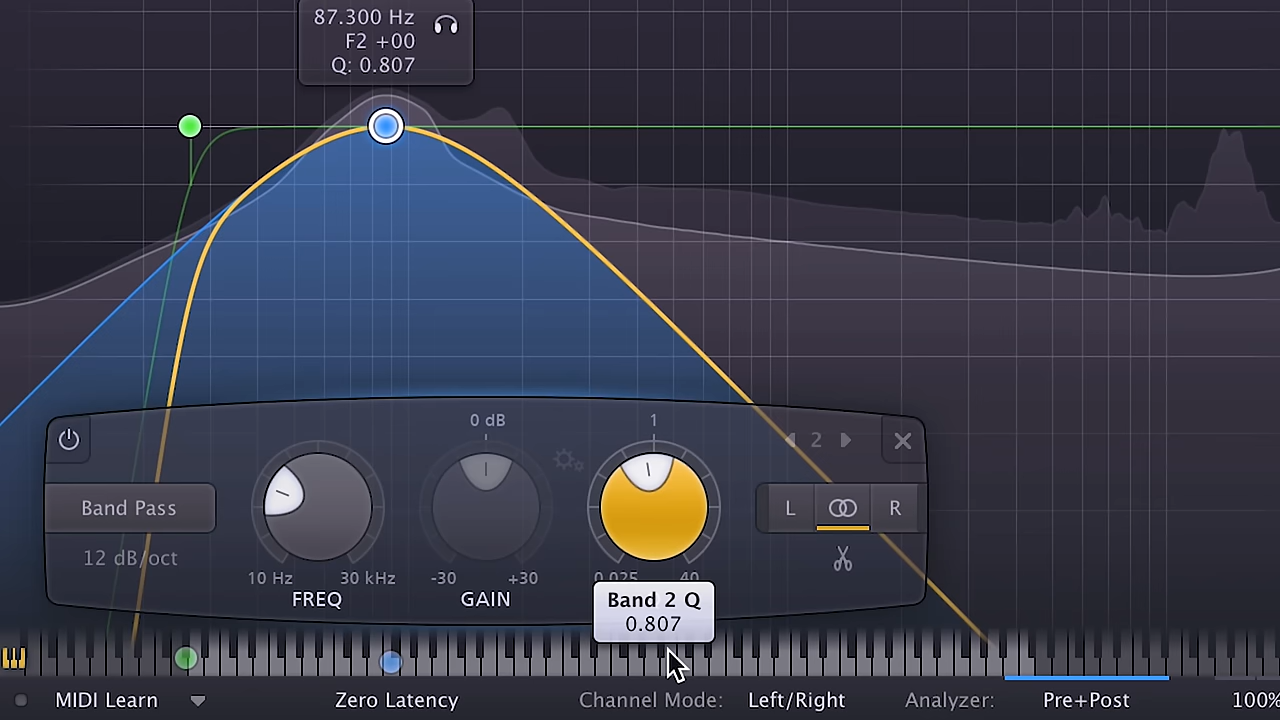 87.300 Hz
F2 +00
Q: 0.807
0 dB
1
2
Band Pass
L
R
12 dB/oct
10 Hz
30 kHz
-30
+30
0.025
40
FREQ
GAIN
Band 2 Q
0.807
MIDI Learn
Zero Latency
Channel Mode:
Left/Right
Analyzer:
Pre+Post
100%